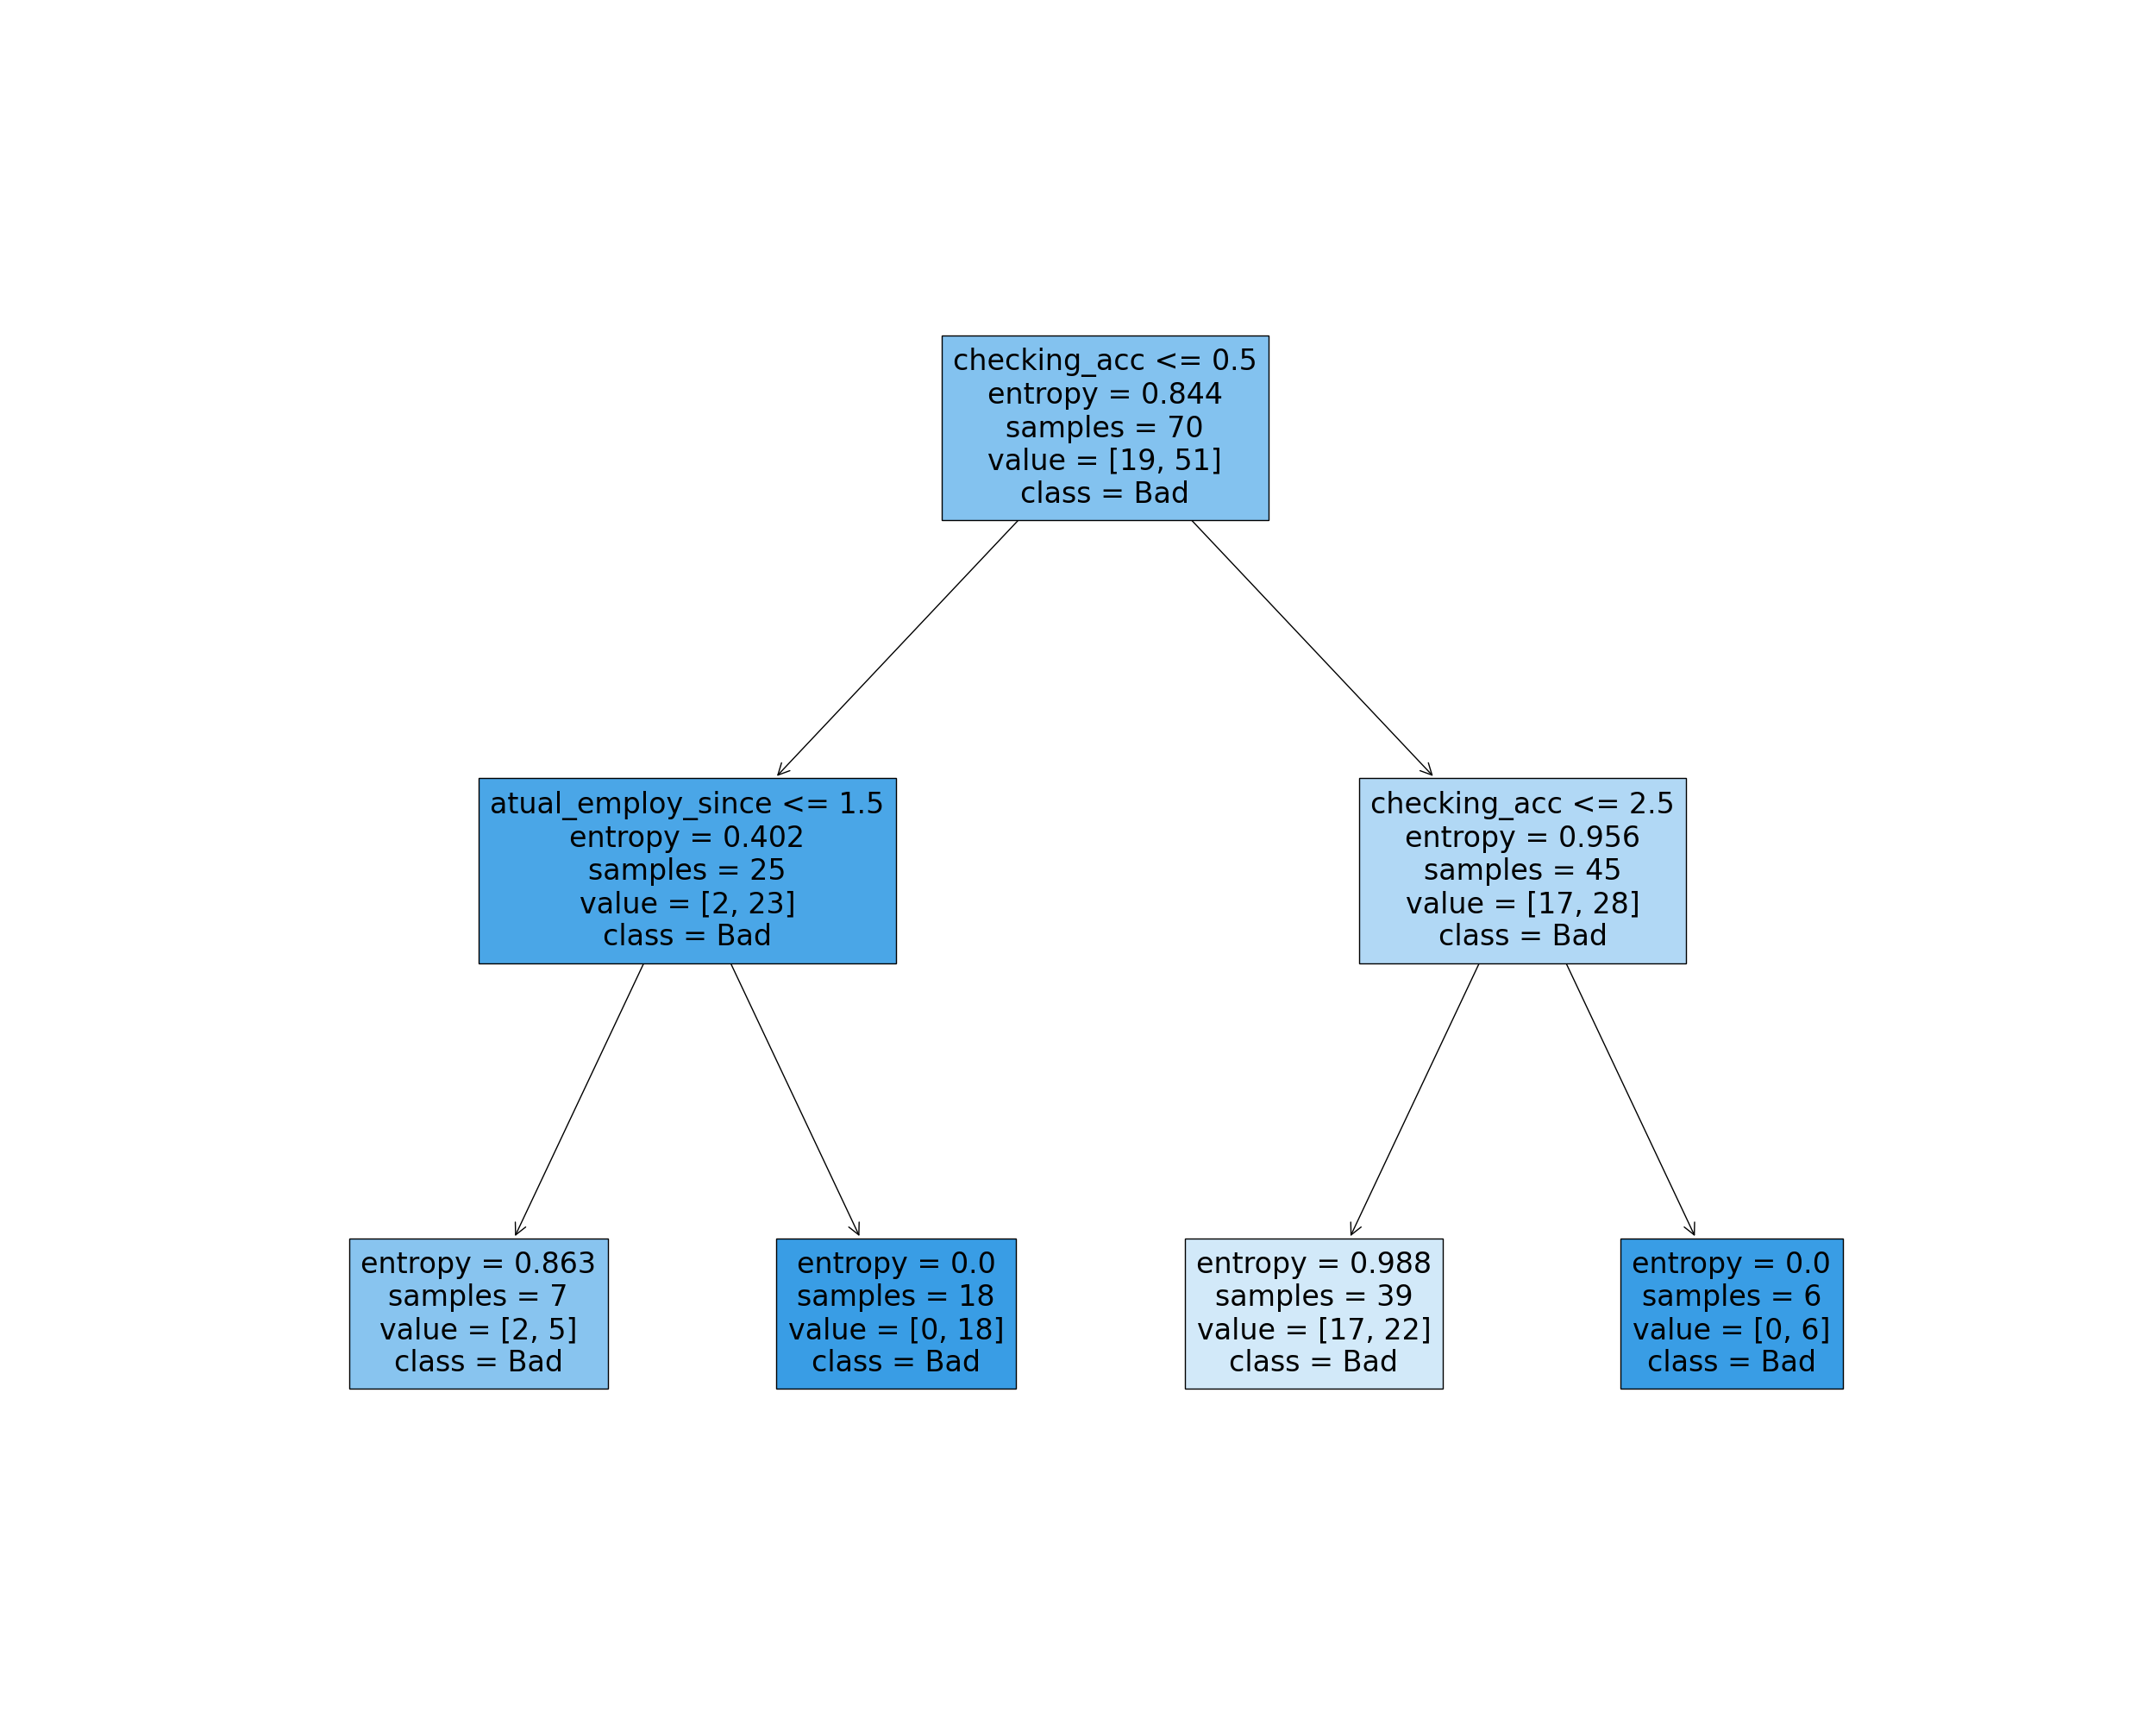 checking_acc <= 0.5
entropy = 0.844
samples = 70
value = [19, 51]
class = Bad
atual_employ_since <= 1.5
entropy = 0.402
samples = 25
value = [2, 23]
class = Bad
checking_acc <= 2.5
entropy = 0.956
samples = 45
value = [17, 28]
class = Bad
entropy = 0.863
samples = 7
value = [2, 5]
class = Bad
entropy = 0.0
samples = 18
value = [0, 18]
class = Bad
entropy = 0.988
samples = 39
value = [17, 22]
class = Bad
entropy = 0.0
samples = 6
value = [0, 6]
class = Bad